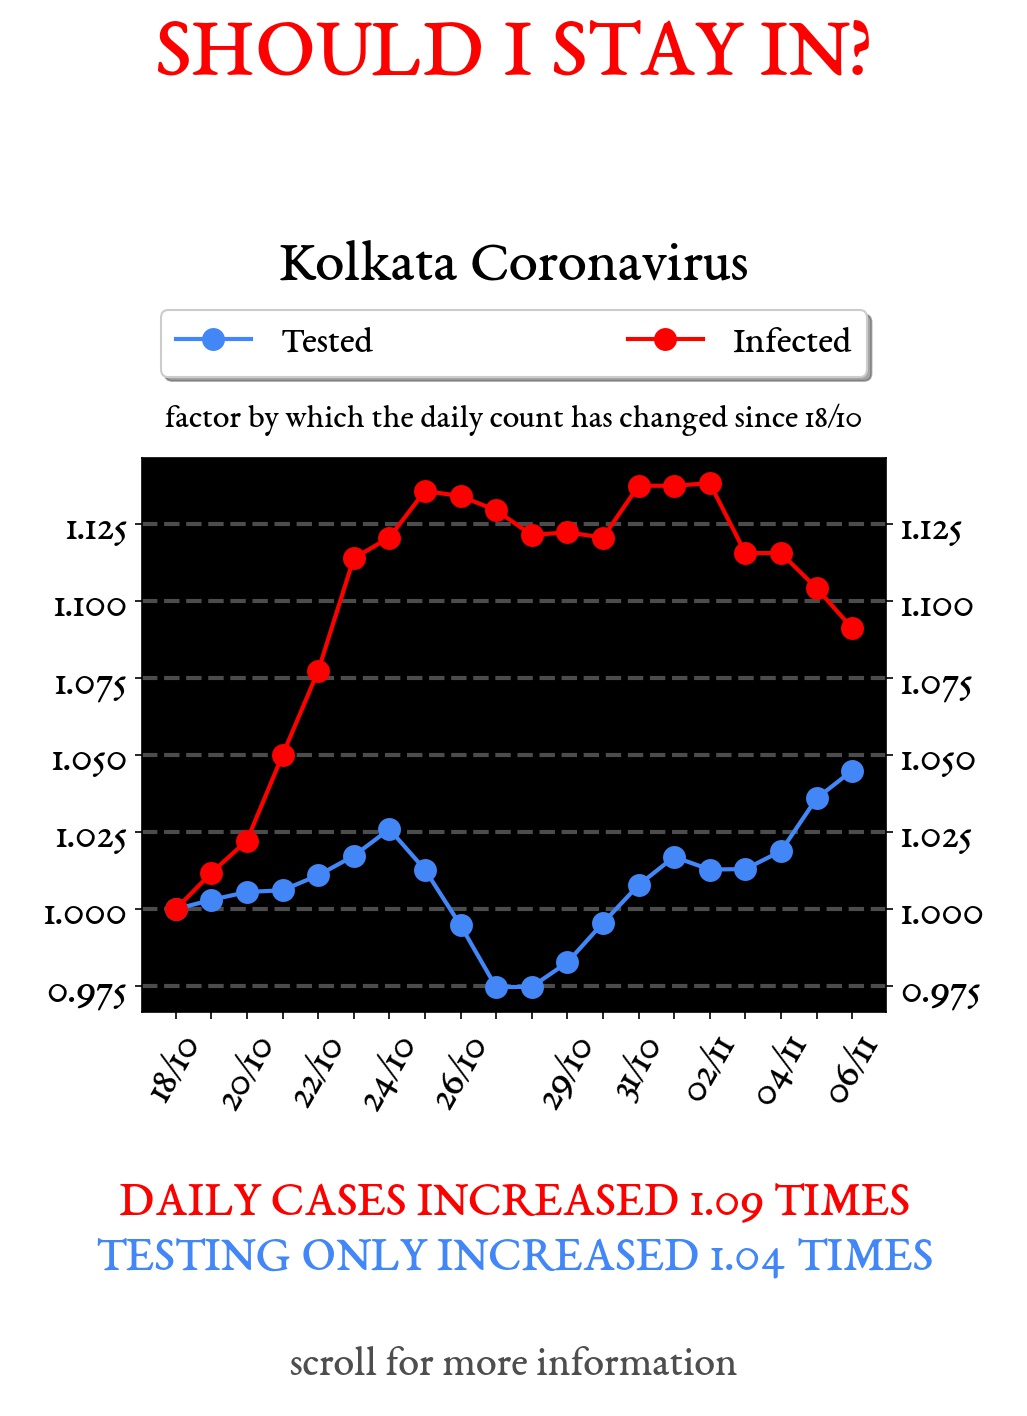 SHOULD I STAY IN?
Kolkata Coronavirus
Tested Infected
factor by which the daily count has changed since 18/10
1.125 1.125
1.100 1.100
1.075 1.075
1.050 1.050
1.025 1.025
1.000 1.000
0.975 0.975
18/10 20/10 22/10 24/10 26/10 29/10 31/10 02/11 04/11 06/11
DAILY CASES INCREASED 1.09 TIMES
TESTING ONLY INCREASED 1.04 TIMES
scroll for more information